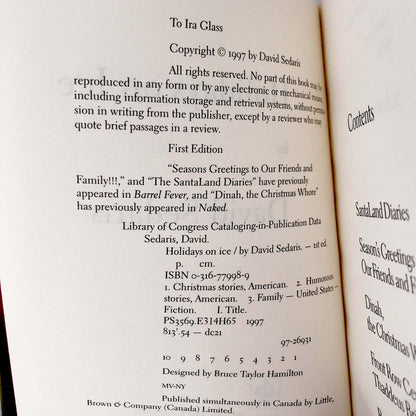 To Ira Glass
Copyright © 1997 by David Sedaris
All rights reserved. No part of this book may be
reproduced in any form or by any electronic or mechanical means,
including information storage and retrieval systems, without permis-
sion in writing from the publisher, except by a reviewer who may
quote brief passages in a review.
First Edition
"Seasons Greetings to Our Friends and
Family!!!," and "The SantaLand Diaries" have previously
appeared in Barrel Fever, and "Dinah, the Christmas Whore"
has previously appeared in Naked.
Library of Congress Cataloging-in-Publication Data
Sedaris, David.
Holidays on ice / by David Sedaris. — 1st ed.
p. cm.
ISBN 0-316-77998-9
1. Christmas stories, American. 2. Humorous
stories, American. 3. Family — United States —
Fiction. I. Title.
PS3569.E314H65 1997
813'.54 — dc21
97-26931
10 9 8 7 6 5 4 3 2 1
Designed by Bruce Taylor Hamilton
MV-NY
Published simultaneously in Canada by Little,
Brown & Company (Canada) Limited.
Contents
SantaLand Diaries
Season's Greetings
Our Friends and F
Dinah,
the Christmas W
Front Row Ce
Thaddeus